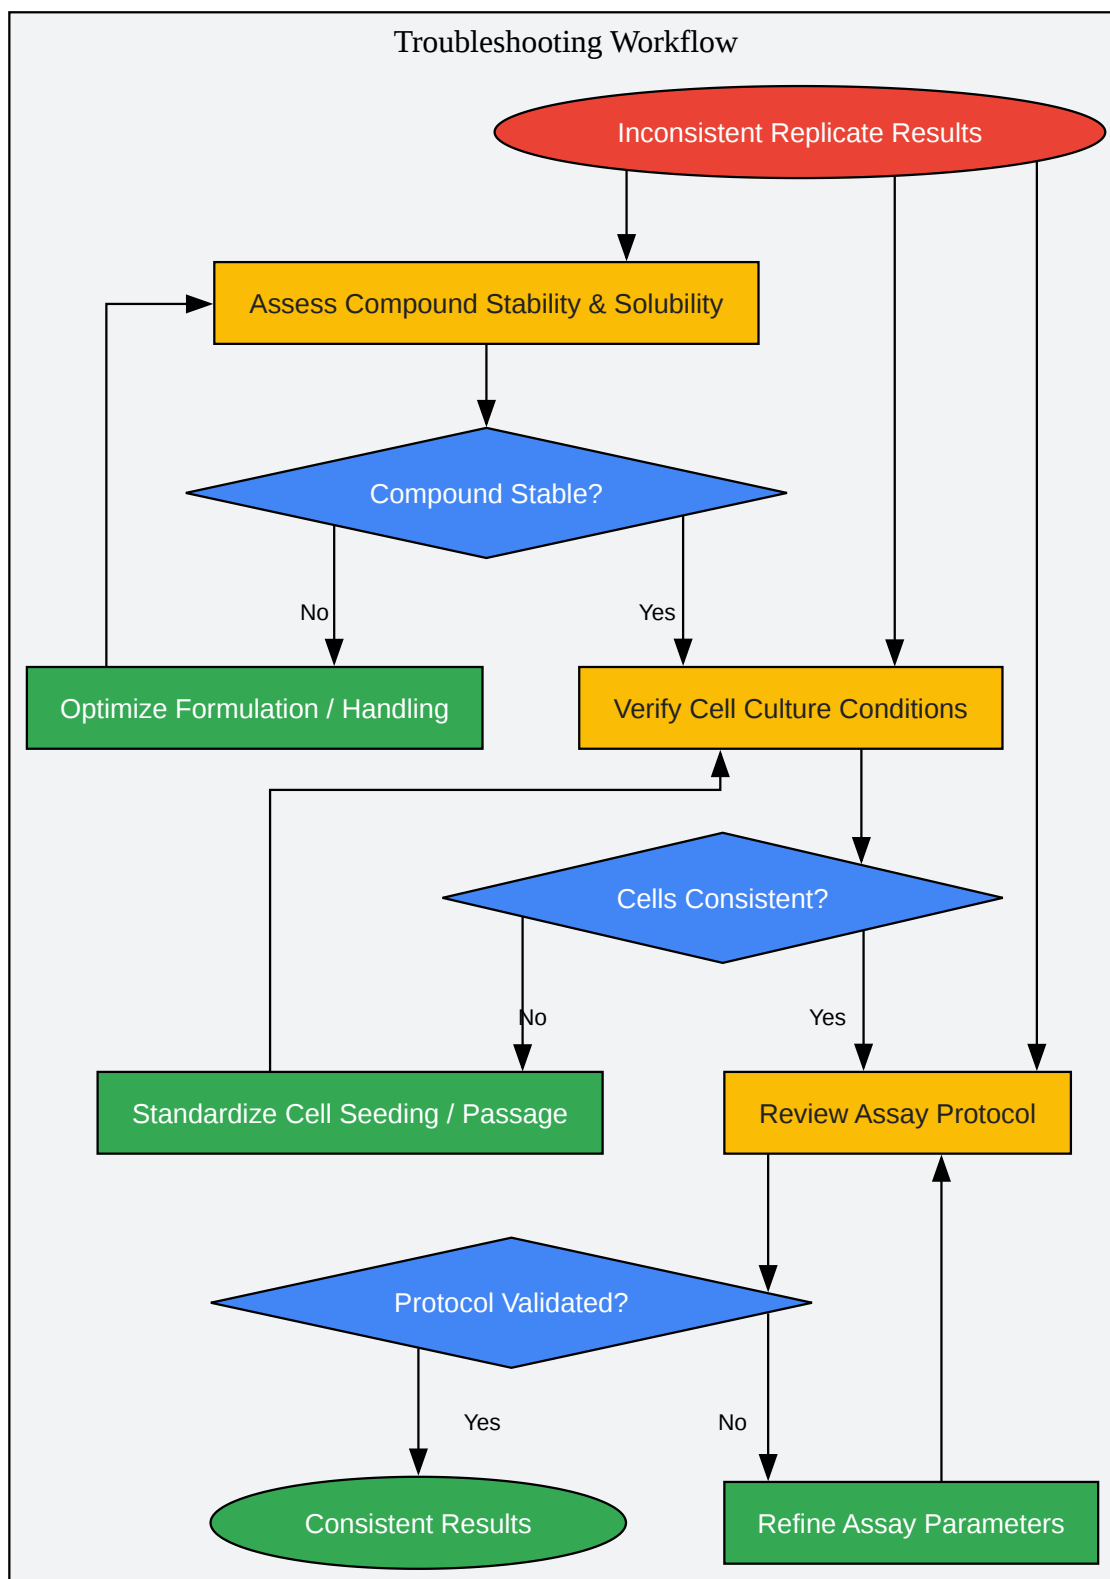 Troubleshooting Workflow
Inconsistent Replicate Results
Assess Compound Stability & Solubility
Compound Stable?
No
Yes
Optimize Formulation / Handling
Verify Cell Culture Conditions
Cells Consistent?
No
Yes
Standardize Cell Seeding / Passage
Review Assay Protocol
Protocol Validated?
Yes
No
Consistent Results
Refine Assay Parameters